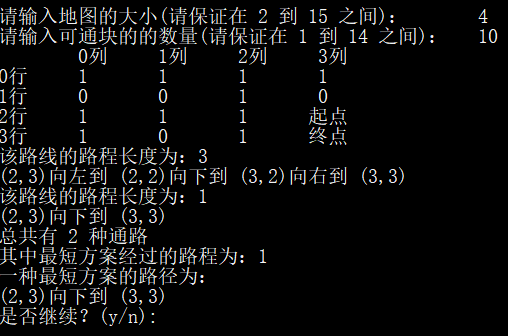 请输入地图的大小(请保证在 2 到 15 之间): 4
请输入可通块的的数量(请保证在 1 到 14 之间): 10
0列 1列 2列 3列
0行 1 1 1 1
1行 0 0 1 0
2行 1 1 1 起点
3行 1 0 1 终点
该路线的路程长度为: 3
(2,3)向左到 (2,2)向下到 (3,2)向右到 (3,3)
该路线的路程长度为: 1
(2,3)向下到 (3,3)
总共有 2 种通路
其中最短方案经过的路程为: 1
一种最短方案的路径为:
(2,3)向下到 (3,3)
是否继续? (y/n):